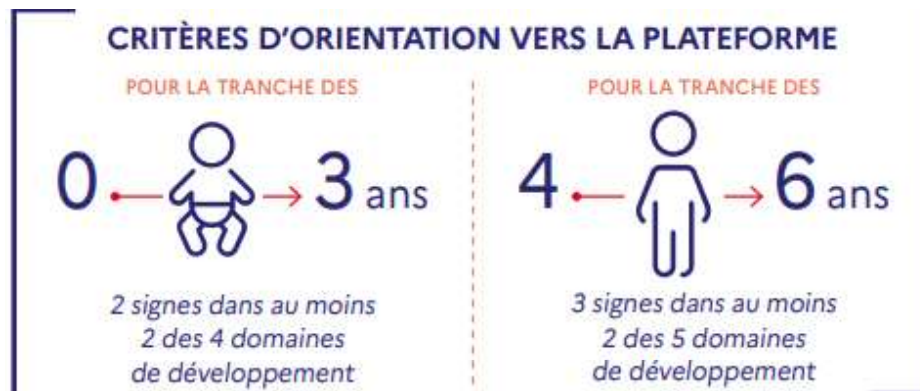 CRITÈRES D'ORIENTATION VERS LA PLATEFORME
POUR LA TRANCHE DES
0 3 ans
2 signes dans au moins
2 des 4 domaines
de développement
POUR LA TRANCHE DES
4 6 ans
3 signes dans au moins
2 des 5 domaines
de développement